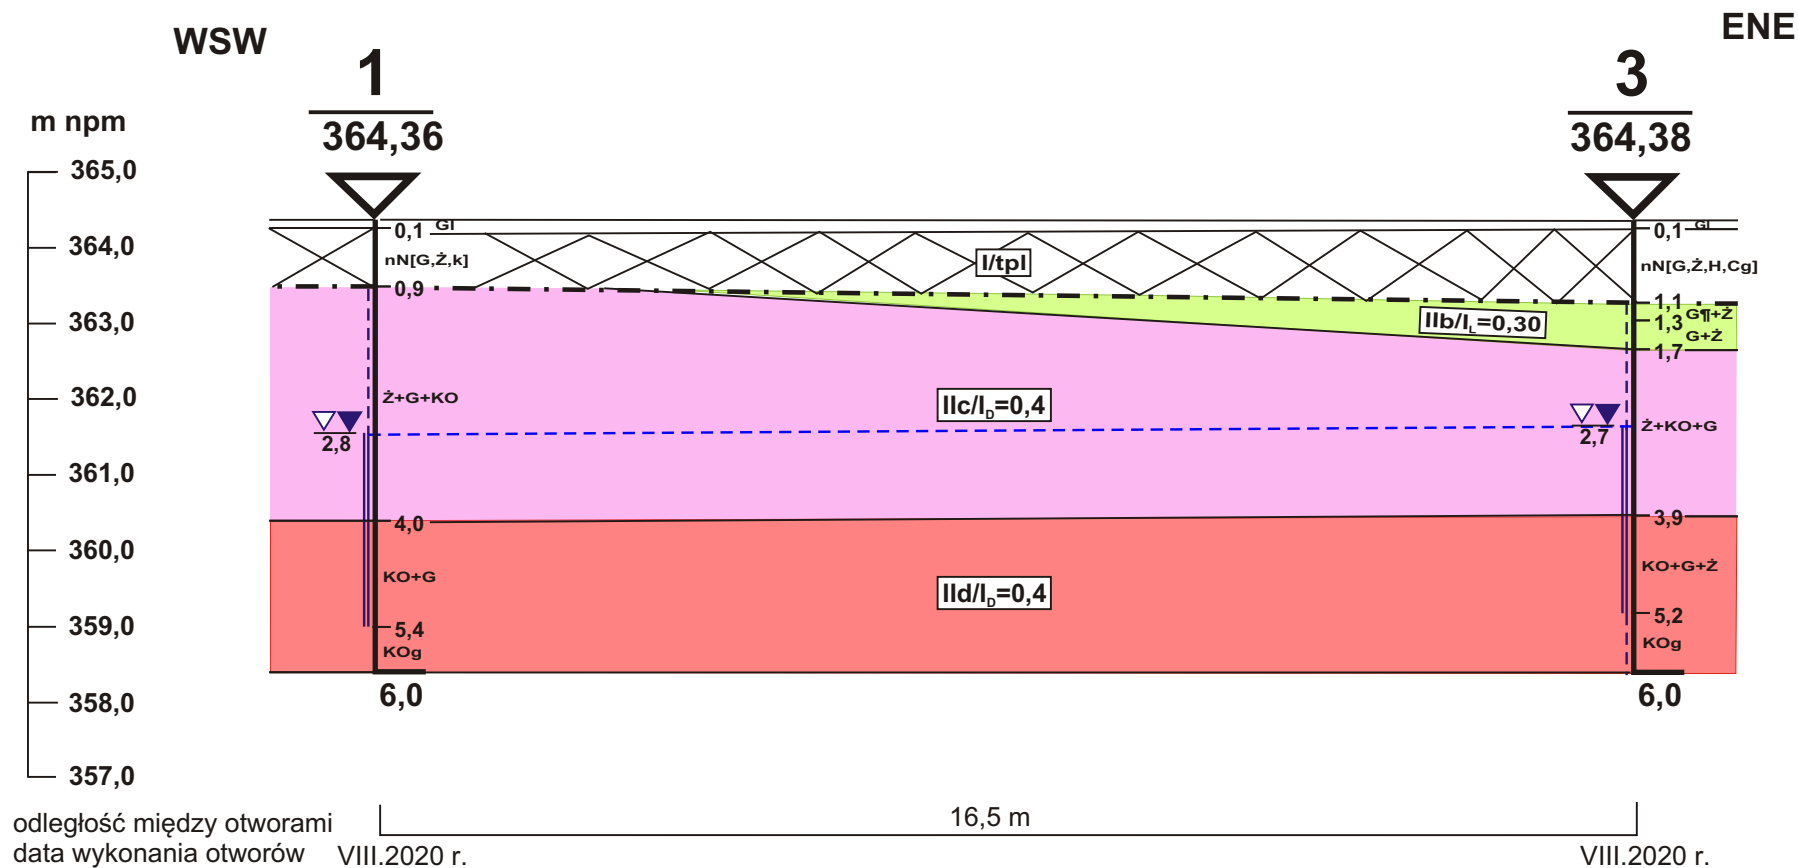 WSW
ENE
1
364,36
3
364,38
m npm
365,0
364,0
363,0
362,0
361,0
360,0
359,0
358,0
357,0
0,1 Gl
nN[G,Ż,k]
0,9
Ż+G+KO
2,8
4,0
KO+G
5,4
KOg
6,0
I/tpl
IIb/IL=0,30
IIc/ID=0,4
IId/ID=0,4
0,1 Gl
nN[G,Ż,H,Cg]
1,1
G¶+Ż
1,3
G+Ż
1,7
2,7
Ż+KO+G
3,9
KO+G+Ż
5,2
KOg
6,0
odległość między otworami
16,5 m
data wykonania otworów VIII.2020 r. VIII.2020 r.